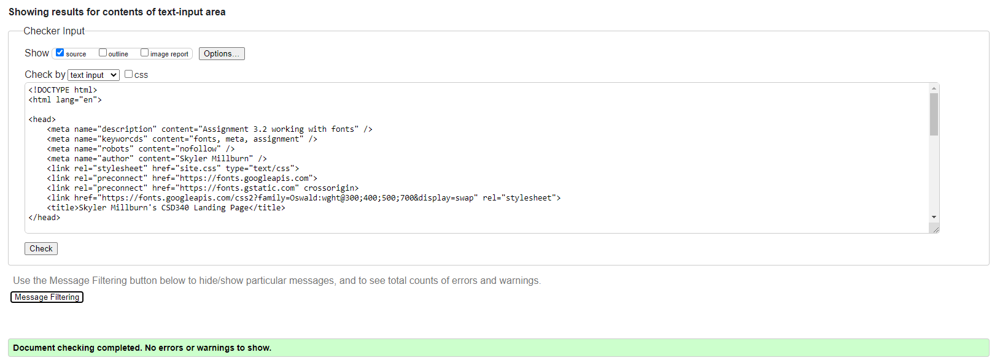 Showing results for contents of text-input area
Checker Input
Show source outline image report Options...
Check by text input css
<!DOCTYPE html>
<html lang="en">
<head>
<meta name="description" content="Assignment 3.2 working with fonts" />
<meta name="keyworcds" content="fonts, meta, assignment" />
<meta name="robots" content="nofollow" />
<meta name="author" content="Skyler Millburn" />
<link rel="stylesheet" href="site.css" type="text/css">
<link rel="preconnect" href="https://fonts.googleapis.com">
<link rel="preconnect" href="https://fonts.gstatic.com" crossorigin>
<link href="https://fonts.googleapis.com/css2?family=Oswald:wght@300;400;500;700&display=swap" rel="stylesheet">
<title>Skyler Millburn's CSD340 Landing Page</title>
</head>
Check
Use the Message Filtering button below to hide/show particular messages, and to see total counts of errors and warnings.
Message Filtering
Document checking completed. No errors or warnings to show.